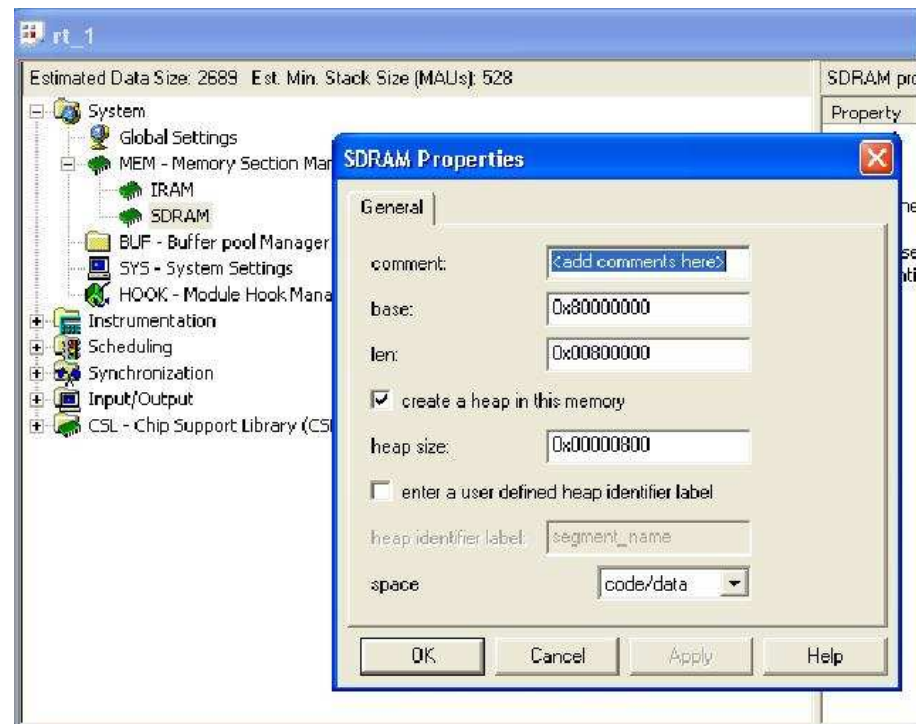 rt_1
Estimated Data Size: 2689 Est. Min. Stack Size (MAUs): 528
SDRAM pro
Property
System
Global Settings
MEM - Memory Section Man
IRAM
SDRAM
BUF - Buffer pool Manager
SYS - System Settings
HOOK - Module Hook Mana
Instrumentation
Scheduling
Synchronization
Input/Output
CSL - Chip Support Library (CSL
SDRAM Properties
General
comment: <add comments here>
base: 0x80000000
len: 0x00800000
create a heap in this memory
heap size: 0x00000800
enter a user defined heap identifier label
heap identifier label: segment_name
space code/data
OK Cancel Apply Help